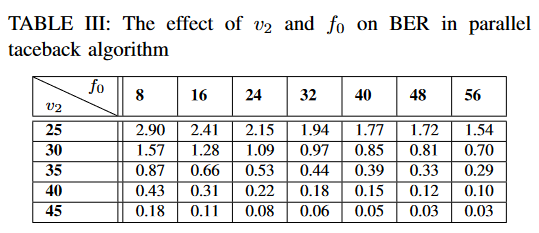 TABLE III: The effect of v2 and f0 on BER in parallel
taceback algorithm
f0
v2
8 16 24 32 40 48 56
25 2.90 2.41 2.15 1.94 1.77 1.72 1.54
30 1.57 1.28 1.09 0.97 0.85 0.81 0.70
35 0.87 0.66 0.53 0.44 0.39 0.33 0.29
40 0.43 0.31 0.22 0.18 0.15 0.12 0.10
45 0.18 0.11 0.08 0.06 0.05 0.03 0.03